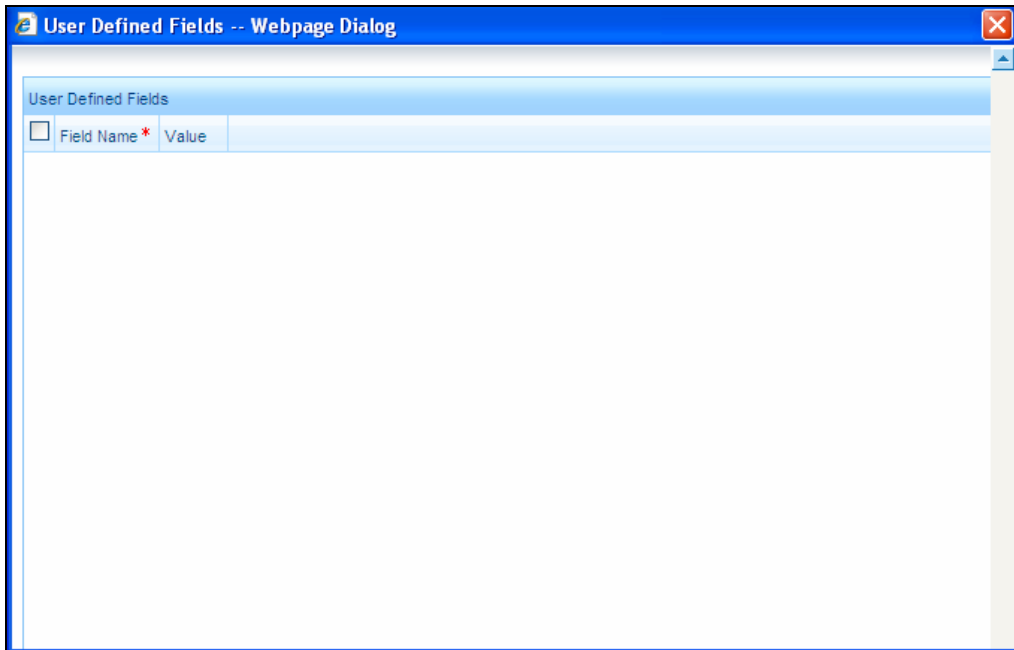 User Defined Fields -- Webpage Dialog
User Defined Fields
Field Name * Value